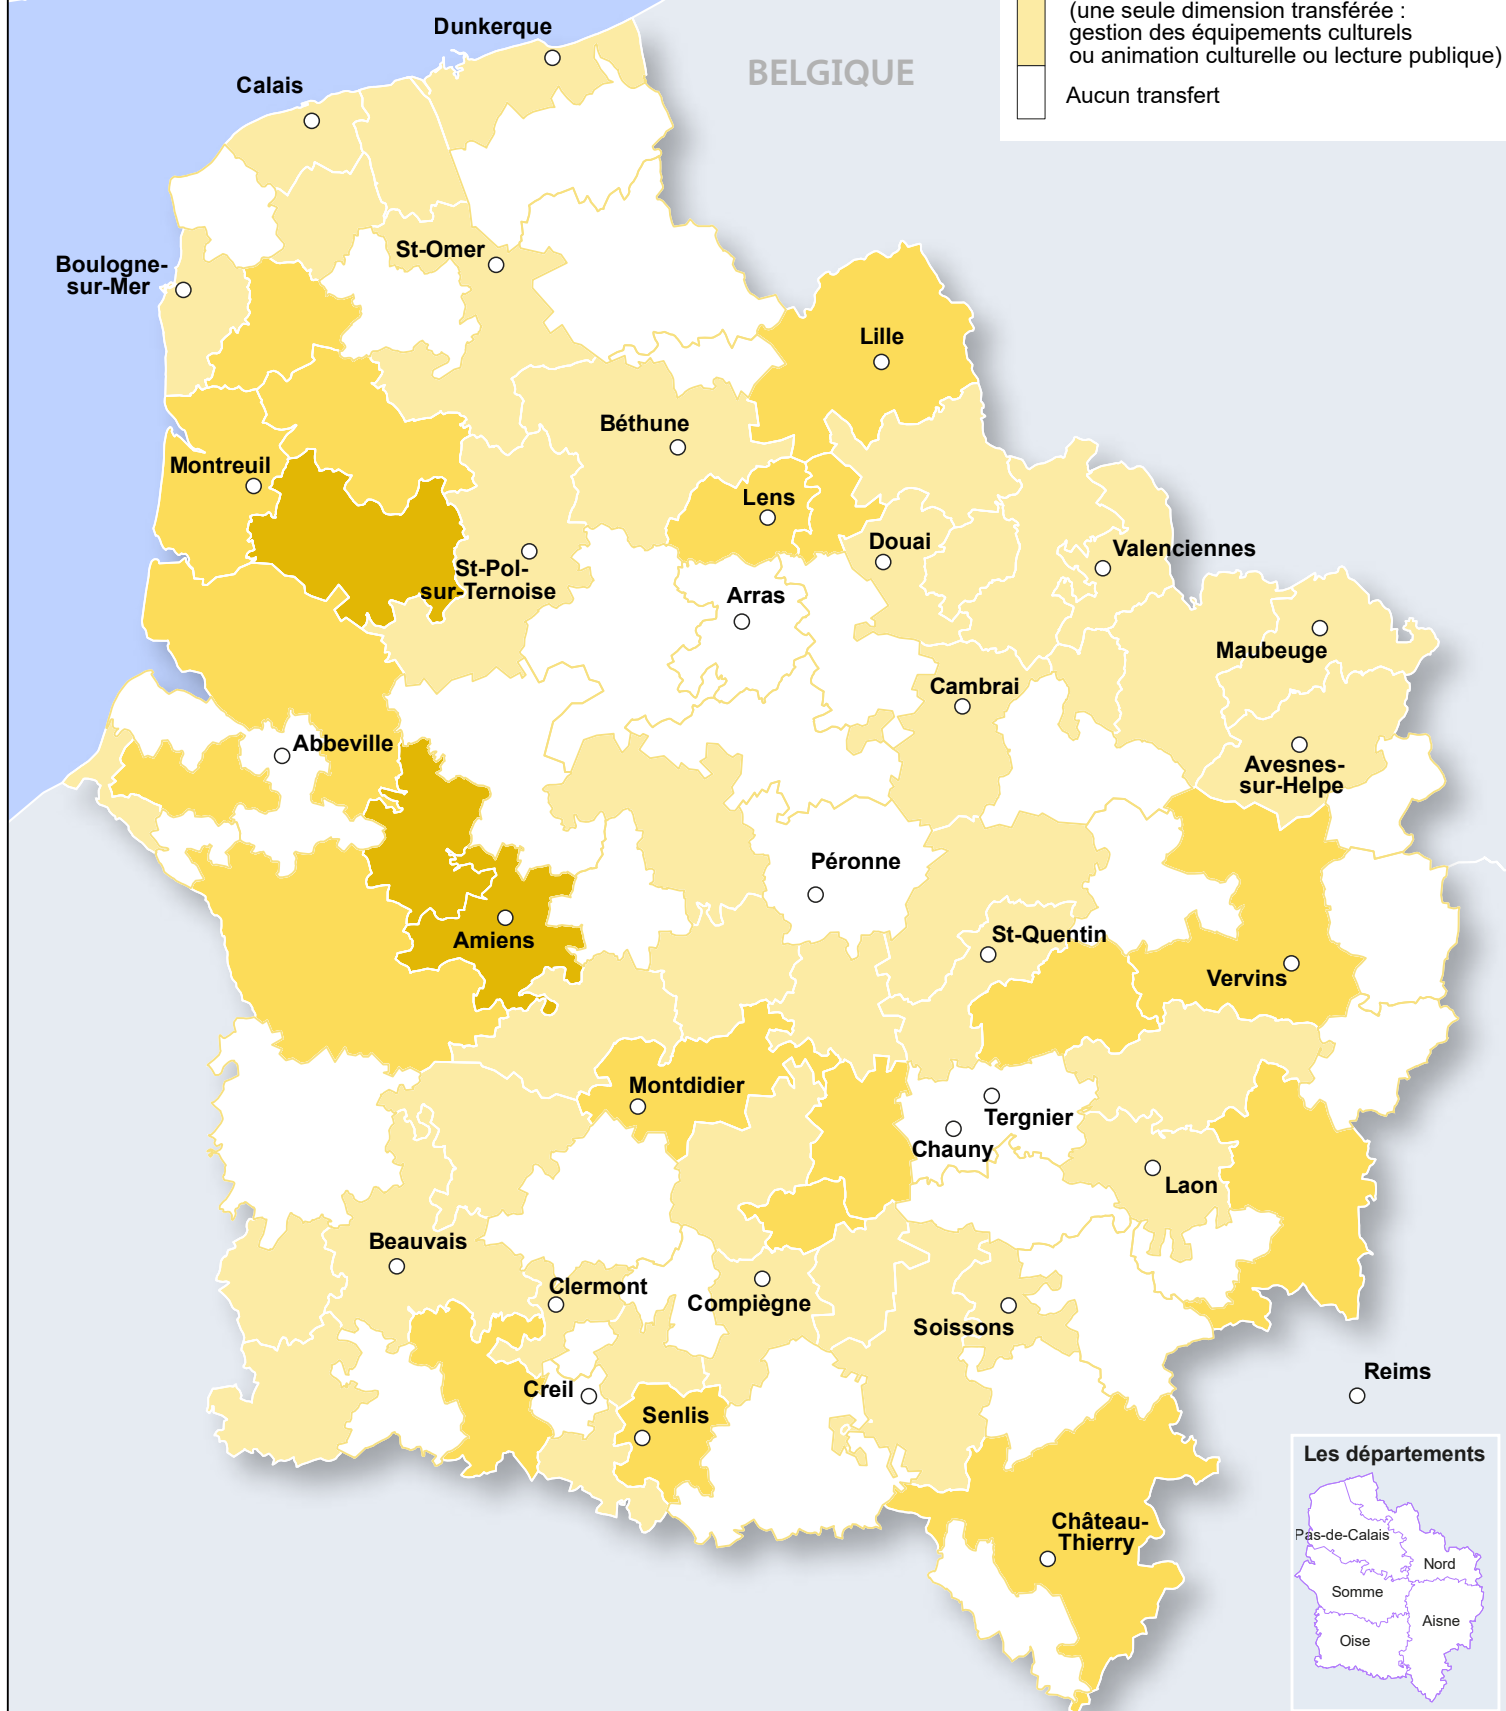 (une seule dimension transférée :
gestion des équipements culturels
ou animation culturelle ou lecture publique)
Aucun transfert
Dunkerque
BELGIQUE
Calais
St-Omer
Boulogne-
sur-Mer
Lille
Béthune
Montreuil
Lens
Douai
Valenciennes
St-Pol-
sur-Ternoise
Arras
Maubeuge
Cambrai
Abbeville
Avesnes-
sur-Helpe
Péronne
Amiens
St-Quentin
Vervins
Montdidier
Tergnier
Chauny
Laon
Beauvais
Clermont
Compiègne
Soissons
Creil
Senlis
Reims
Château-
Thierry
Les départements
Pas-de-Calais
Nord
Somme
Aisne
Oise